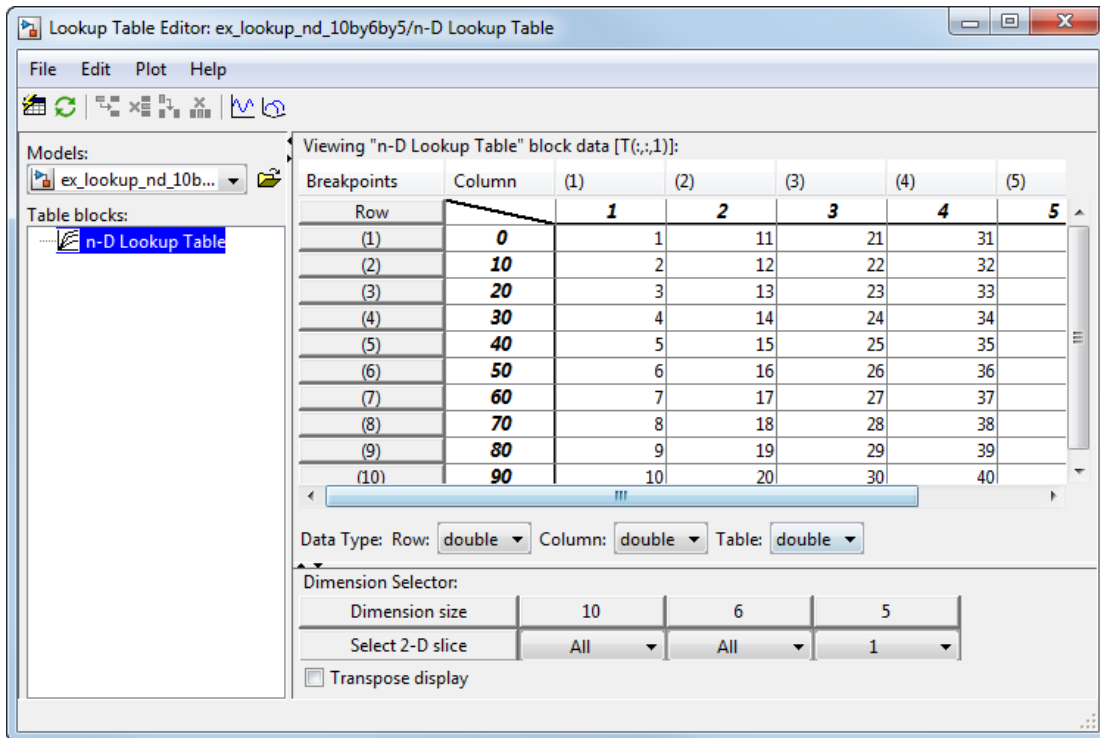 Lookup Table Editor: ex_lookup_nd_10by6by5/n-D Lookup Table
File Edit Plot Help
Models:
ex_lookup_nd_10b...
Table blocks:
n-D Lookup Table
Viewing "n-D Lookup Table" block data [T(:,:,1)]:
Breakpoints Column (1) (2) (3) (4) (5)
Row 1 2 3 4 5
(1) 0 1 11 21 31
(2) 10 2 12 22 32
(3) 20 3 13 23 33
(4) 30 4 14 24 34
(5) 40 5 15 25 35
(6) 50 6 16 26 36
(7) 60 7 17 27 37
(8) 70 8 18 28 38
(9) 80 9 19 29 39
(10) 90 10 20 30 40
Data Type: Row: double Column: double Table: double
Dimension Selector:
Dimension size 10 6 5
Select 2-D slice All All 1
Transpose display